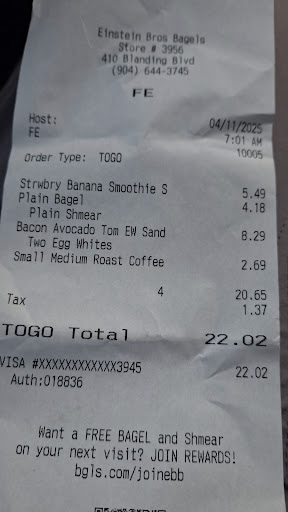 Einstein Bros Bagels
Store # 3956
410 Blanding Blvd
(904) 644-3745
FE
Host: 04/11/2025
FE 7:01 AM
10005
Order Type: TOGO
Strwbry Banana Smoothie S 5.49
Plain Bagel 4.18
Plain Shmear
Bacon Avocado Tom EW Sand 8.29
Two Egg Whites
Small Medium Roast Coffee 2.69
4 20.65
Tax 1.37
TOGO Total 22.02
VISA #XXXXXXXXXXXX3945 22.02
Auth:018836
Want a FREE BAGEL and Shmear
on your next visit? JOIN REWARDS!
bgls.com/joinebb